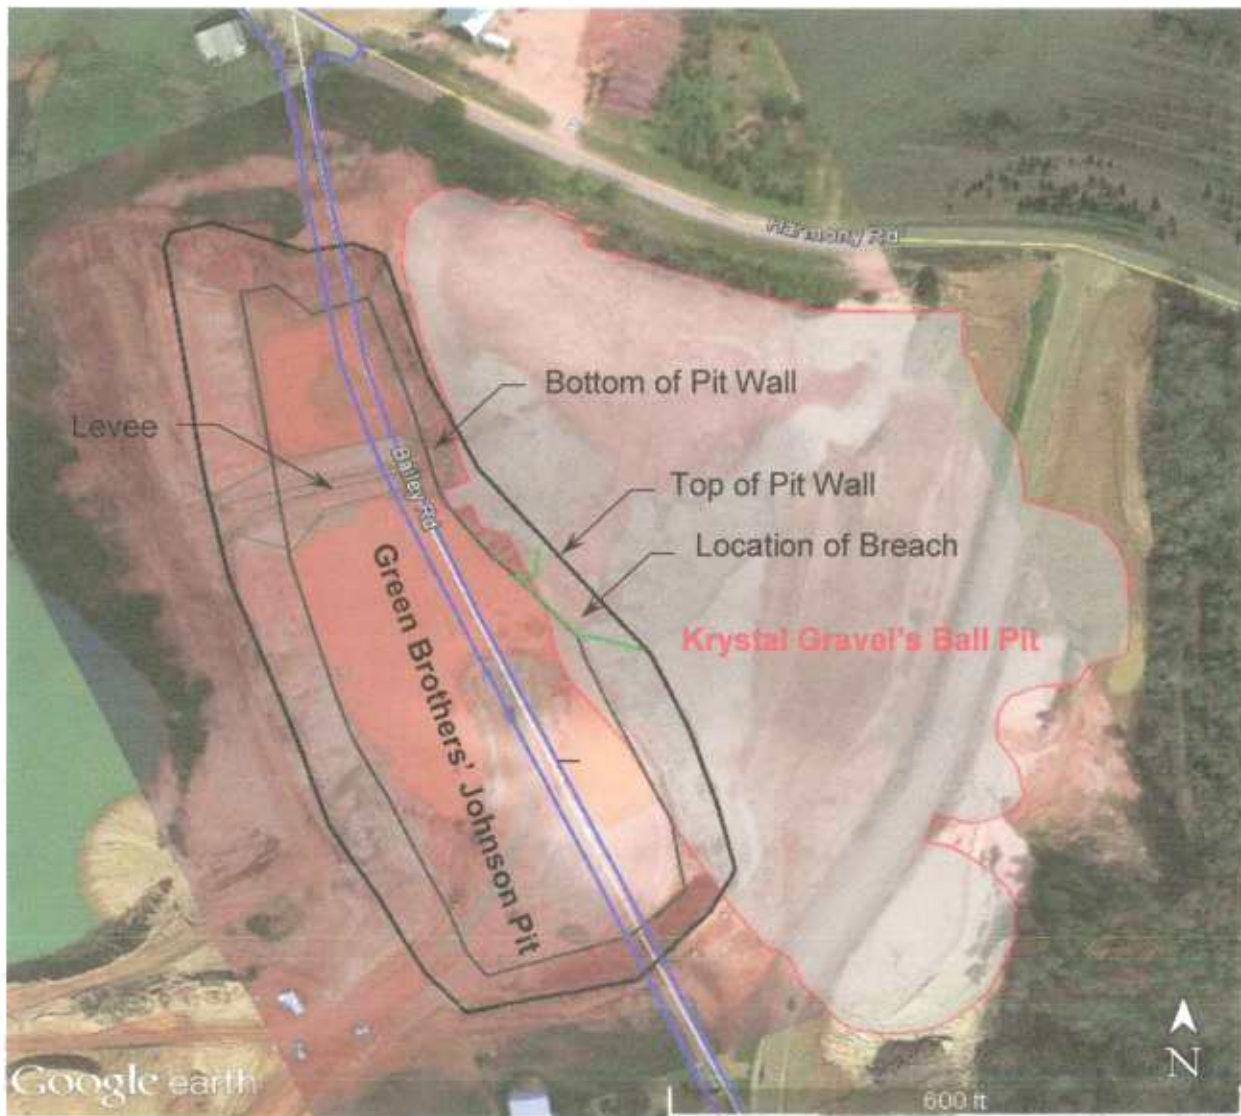 Harmony Rd
Bottom of Pit Wall
Levee
Bailey Rd
Top of Pit Wall
Location of Breach
Green Brothers' Johnson Pit
Krystal Gravel's Ball Pit
N
Google earth
600 ft